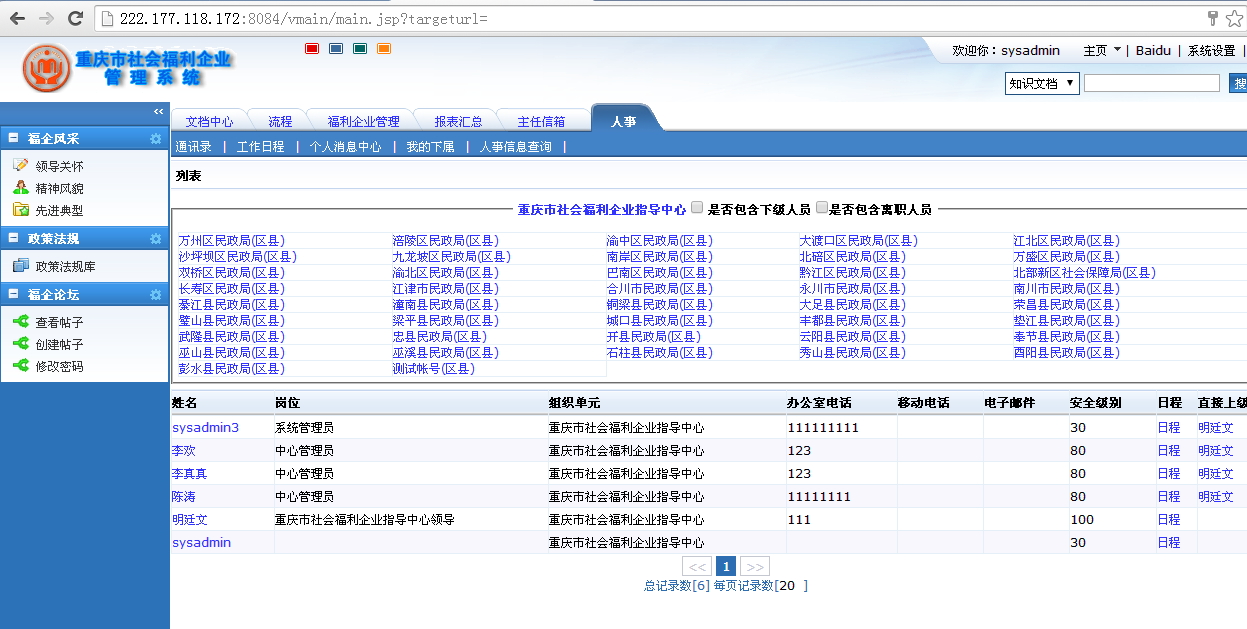 222.177.118.172:8084/vmain/main.jsp?targeturl=
重庆市社会福利企业
管理系统
欢迎你：sysadmin 主页 | Baidu | 系统设置 |
知识文档 搜
<<
文档中心 流程 福利企业管理 报表汇总 主任信箱 人事
通讯录 | 工作日程 | 个人消息中心 | 我的下属 | 人事信息查询 |
福企风采
领导关怀
精神风貌
先进典型
政策法规
政策法规库
福企论坛
查看帖子
创建帖子
修改密码
列表
重庆市社会福利企业指导中心 是否包含下级人员 是否包含离职人员
万州区民政局(区县) 涪陵区民政局(区县) 渝中区民政局(区县) 大渡口区民政局(区县) 江北区民政局(区县)
沙坪坝区民政局(区县) 九龙坡区民政局(区县) 南岸区民政局(区县) 北碚区民政局(区县) 万盛区民政局(区县)
双桥区民政局(区县) 渝北区民政局(区县) 巴南区民政局(区县) 黔江区民政局(区县) 北部新区社会保障局(区县)
长寿区民政局(区县) 江津市民政局(区县) 合川市民政局(区县) 永川市民政局(区县) 南川市民政局(区县)
綦江县民政局(区县) 潼南县民政局(区县) 铜梁县民政局(区县) 大足县民政局(区县) 荣昌县民政局(区县)
璧山县民政局(区县) 梁平县民政局(区县) 城口县民政局(区县) 丰都县民政局(区县) 垫江县民政局(区县)
武隆县民政局(区县) 忠县民政局(区县) 开县民政局(区县) 云阳县民政局(区县) 奉节县民政局(区县)
巫山县民政局(区县) 巫溪县民政局(区县) 石柱县民政局(区县) 秀山县民政局(区县) 酉阳县民政局(区县)
彭水县民政局(区县) 测试帐号(区县)
姓名 岗位 组织单元 办公室电话 移动电话 电子邮件 安全级别 日程 直接上级
sysadmin3 系统管理员 重庆市社会福利企业指导中心 111111111 30 日程 明廷文
李欢 中心管理员 重庆市社会福利企业指导中心 123 80 日程 明廷文
李真真 中心管理员 重庆市社会福利企业指导中心 123 80 日程 明廷文
陈涛 中心管理员 重庆市社会福利企业指导中心 11111111 80 日程 明廷文
明廷文 重庆市社会福利企业指导中心领导 重庆市社会福利企业指导中心 111 100 日程
sysadmin 重庆市社会福利企业指导中心 30 日程
<< 1 >>
总记录数[6] 每页记录数[20 ]